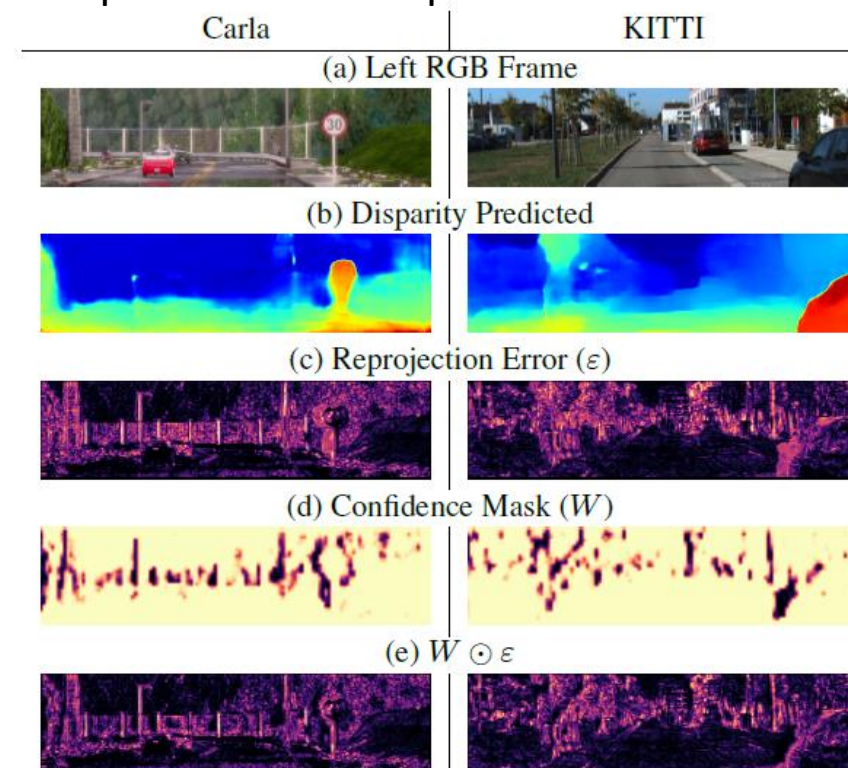 Carla KITTI
(a) Left RGB Frame
30
(b) Disparity Predicted
(c) Reprojection Error (ε)
(d) Confidence Mask (W)
(e) W ⊙ ε